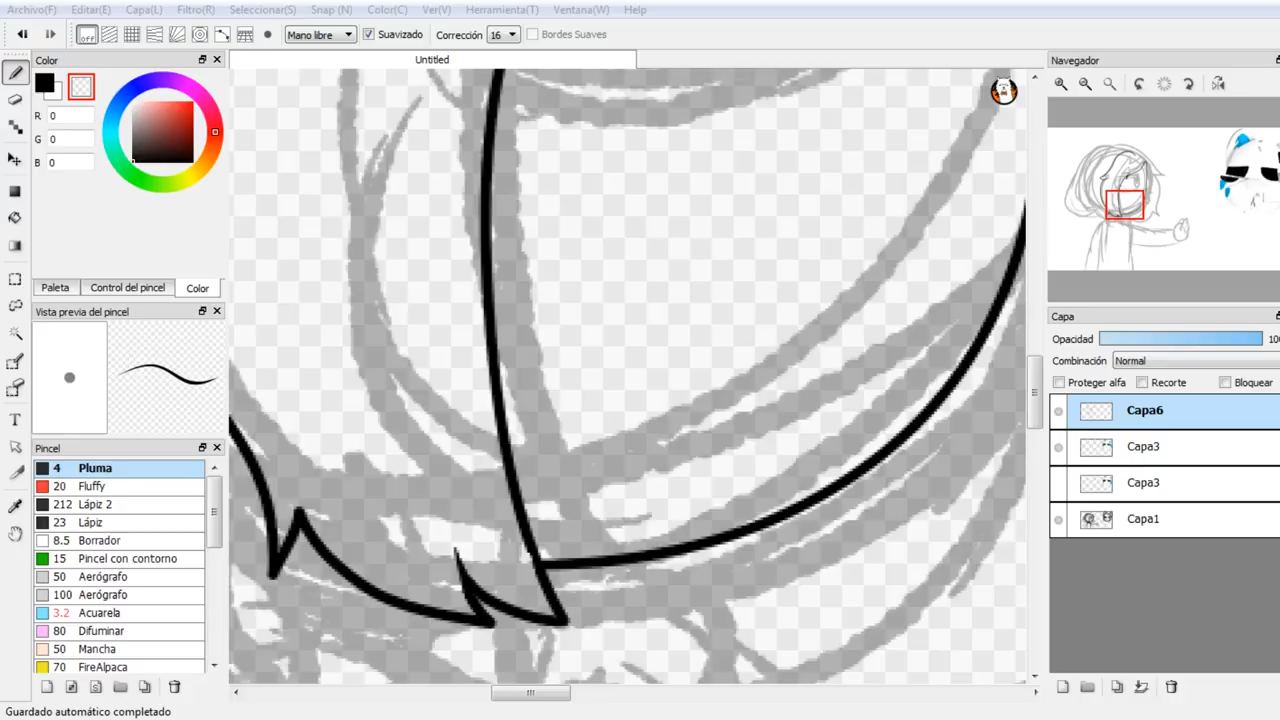 Archivo(F) Editar(E) Capa(L) Filtro(R) Seleccionar(S) Snap (N) Color(C) Ver(V) Herramienta(T) Ventana(W) Help
off Mano libre Suavizado Corrección 16 Bordes Suaves
Color
Untitled
Navegador
R 0
G 0
B 0
Paleta Control del pincel Color
Vista previa del pincel
Capa
Opacidad 100
Combinación Normal
Proteger alfa Recorte Bloquear
Capa6
Capa3
Capa3
Capa1
Pincel
4 Pluma
20 Fluffy
212 Lápiz 2
23 Lápiz
8.5 Borrador
15 Pincel con contorno
50 Aerógrafo
100 Aerógrafo
3.2 Acuarela
80 Difuminar
50 Mancha
70 FireAlpaca
Guardado automático completado